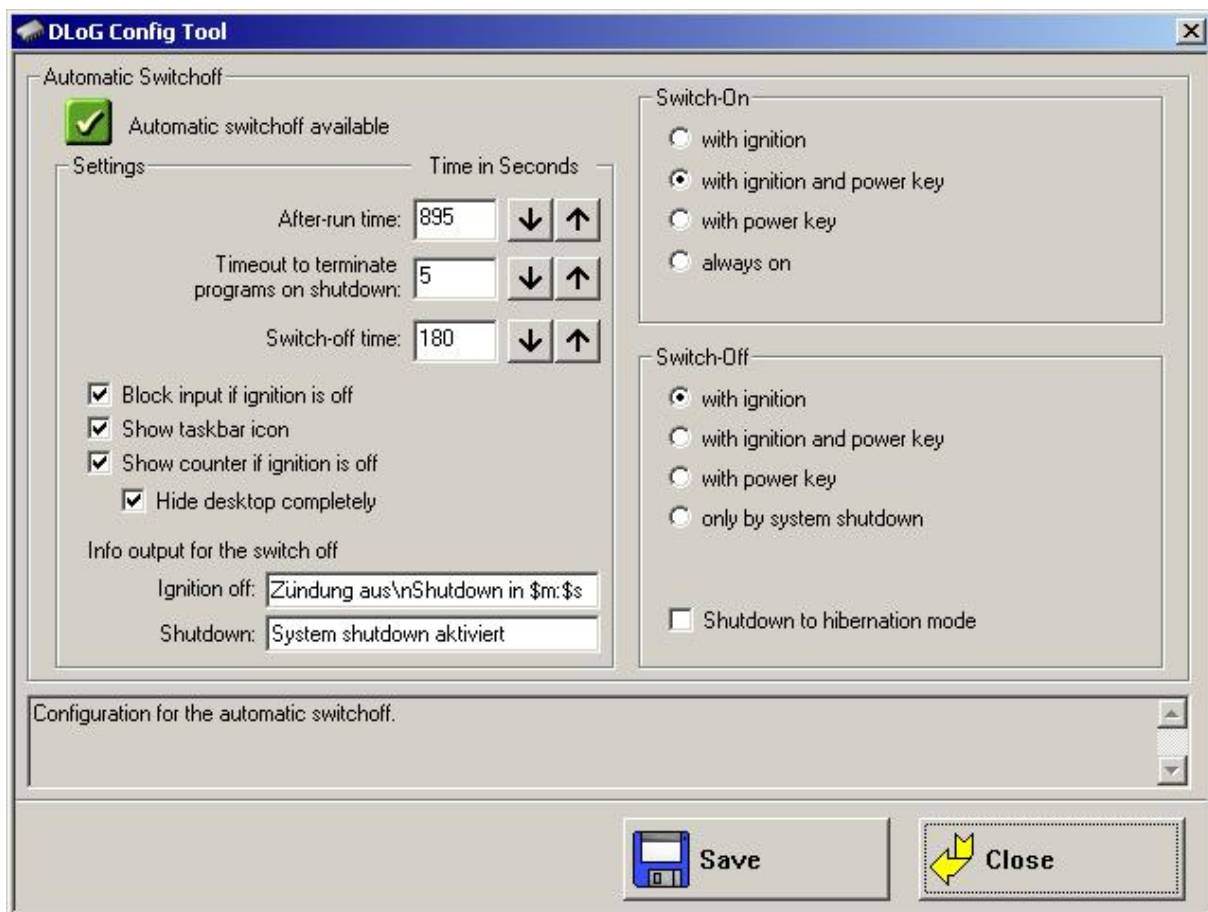 DLoG Config Tool
Automatic Switchoff
Automatic switchoff available
Settings
Time in Seconds
After-run time: 895
Timeout to terminate
programs on shutdown: 5
Switch-off time: 180
Block input if ignition is off
Show taskbar icon
Show counter if ignition is off
Hide desktop completely
Info output for the switch off
Ignition off: Zündung aus\nShutdown in $m:$s
Shutdown: System shutdown aktiviert
Switch-On
with ignition
with ignition and power key
with power key
always on
Switch-Off
with ignition
with ignition and power key
with power key
only by system shutdown
Shutdown to hibernation mode
Configuration for the automatic switchoff.
Save
Close